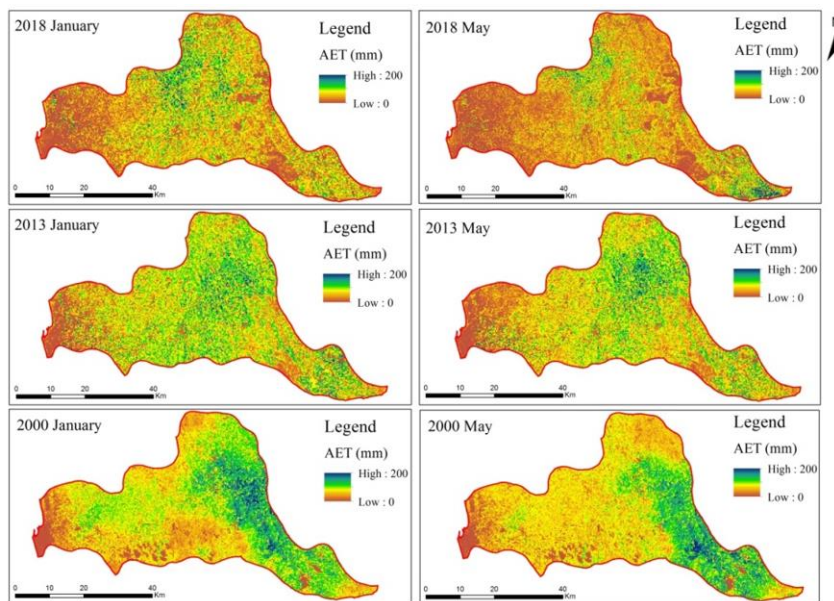 2018 January
Legend
AET (mm)
High : 200
Low : 0
0 10 20 40
Km
2018 May
Legend
AET (mm)
High : 200
Low : 0
0 10 20 40
Km
2013 January
Legend
AET (mm)
High : 200
Low : 0
0 10 20 40
Km
2013 May
Legend
AET (mm)
High : 200
Low : 0
0 10 20 40
Km
2000 January
Legend
AET (mm)
High : 200
Low : 0
0 10 20 40
Km
2000 May
Legend
AET (mm)
High : 200
Low : 0
0 10 20 40
Km